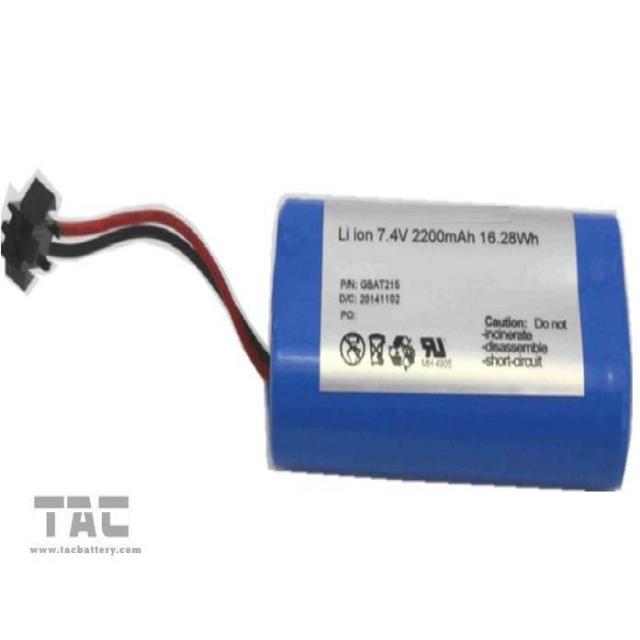 Li ion 7.4V 2200mAh 16.28Wh
P/N: GBAT215
D/C: 20141102
PO:
Caution: Do not
-incinerate
-disassemble
-short-circuit
MH 4905
TAC
www.tacbattery.com